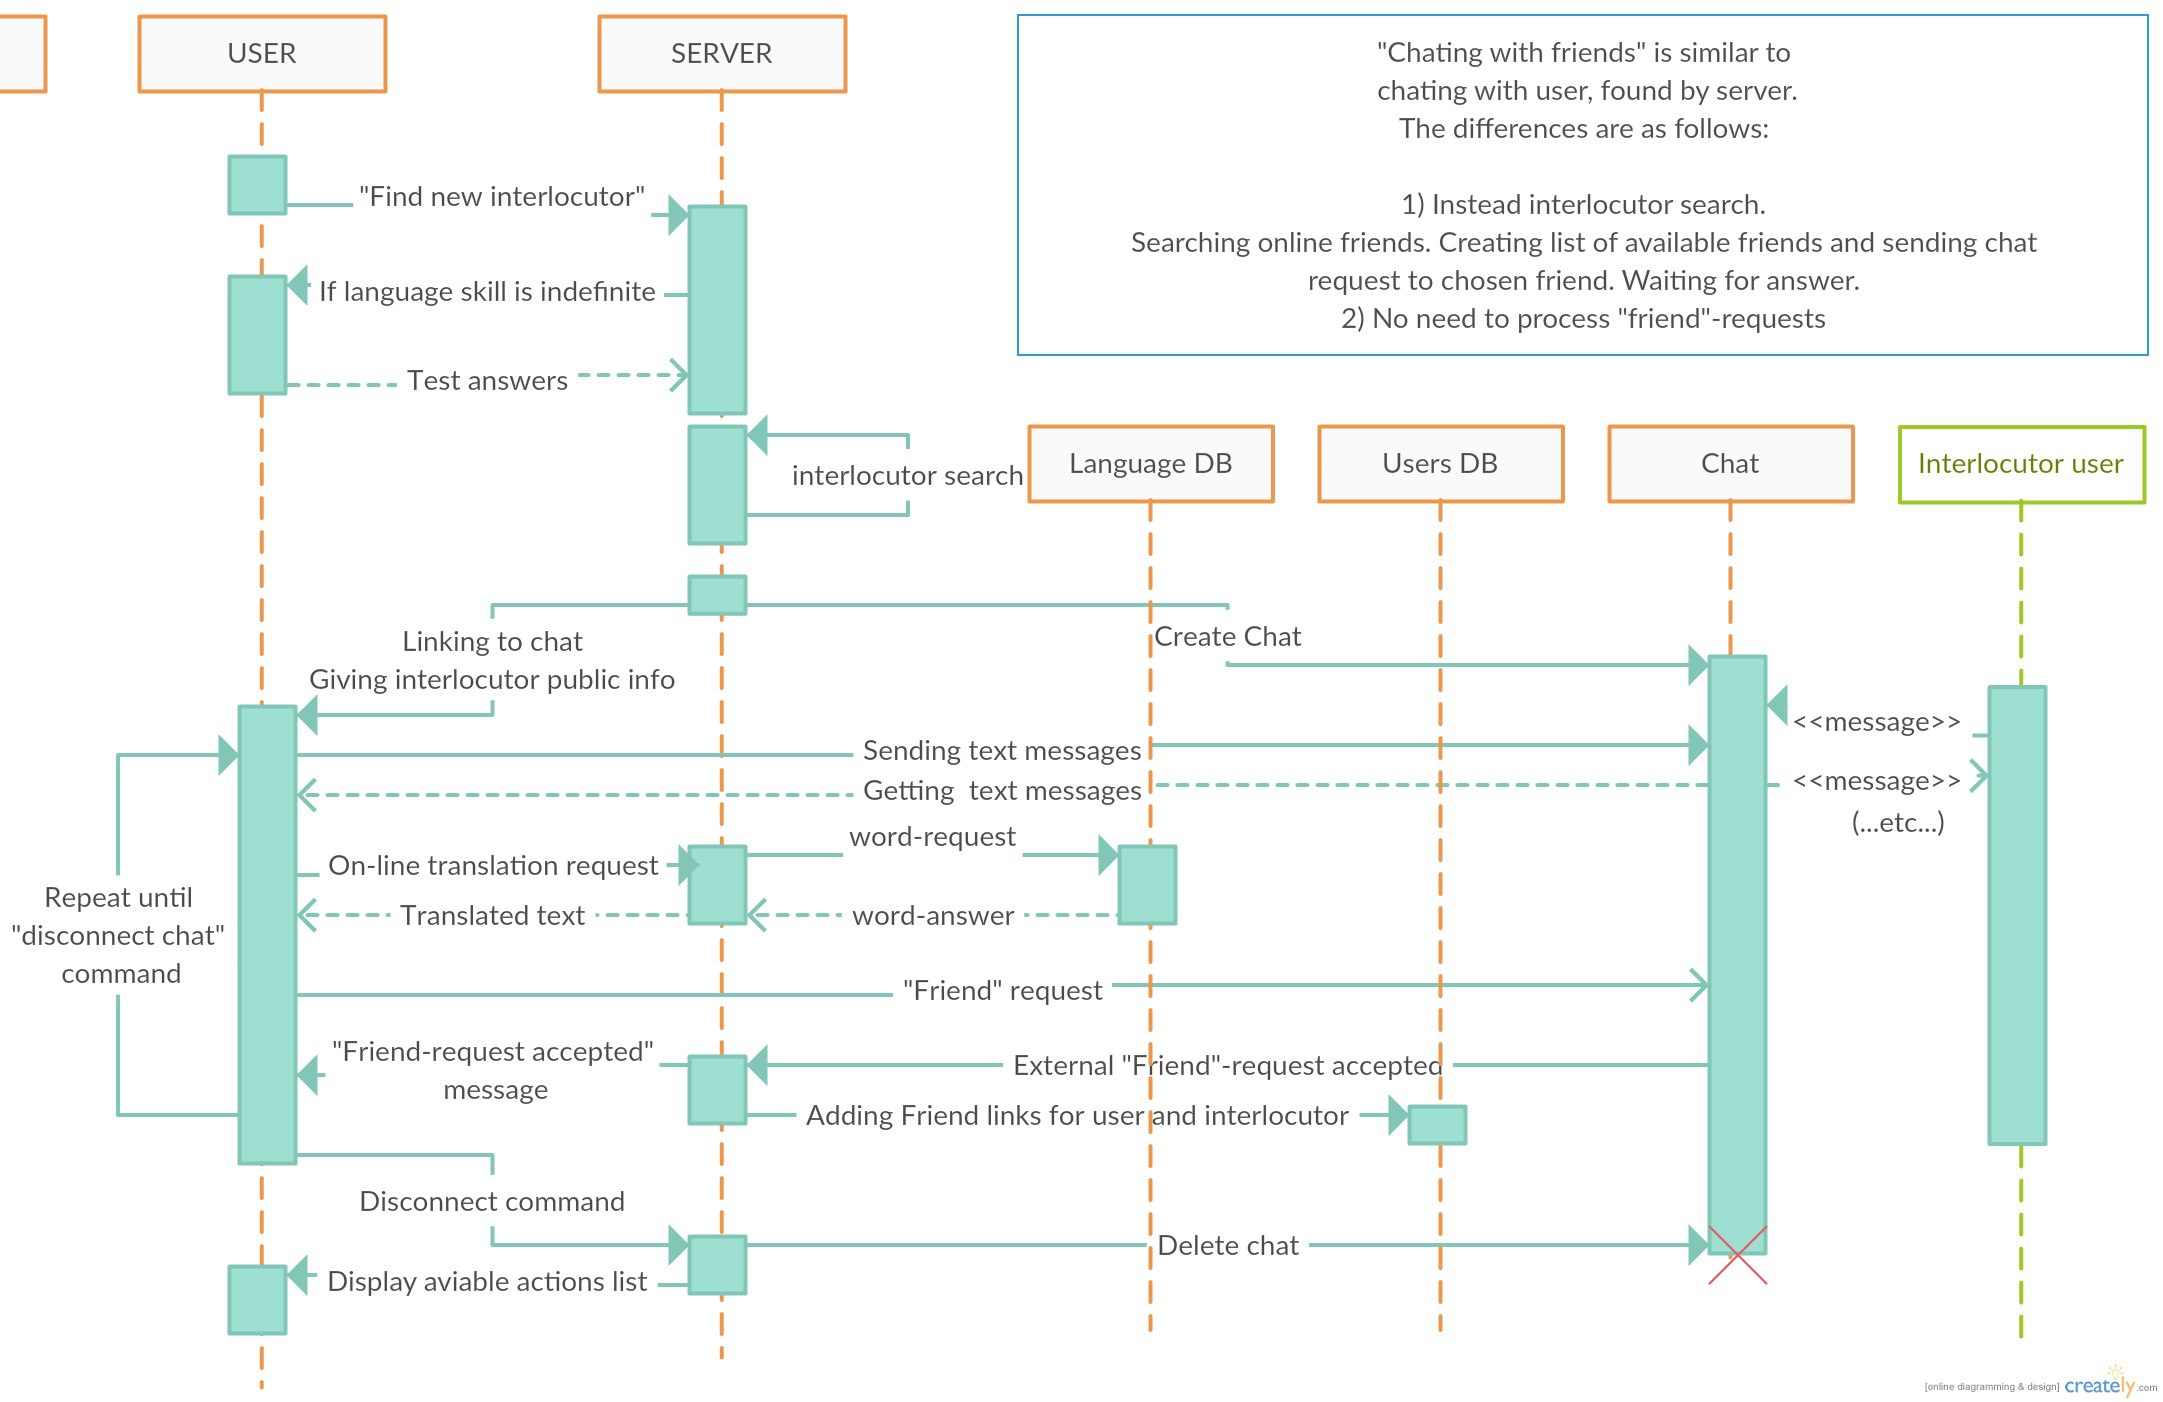 USER
SERVER
"Chating with friends" is similar to
chating with user, found by server.
The differences are as follows:
1) Instead interlocutor search.
Searching online friends. Creating list of available friends and sending chat
request to chosen friend. Waiting for answer.
2) No need to process "friend"-requests
"Find new interlocutor"
If language skill is indefinite
Test answers
interlocutor search
Language DB
Users DB
Chat
Interlocutor user
Create Chat
Linking to chat
Giving interlocutor public info
<<message>>
Sending text messages
<<message>>
Getting  text messages
(...etc...)
word-request
On-line translation request
Translated text
word-answer
Repeat until
"disconnect chat"
command
"Friend" request
"Friend-request accepted"
message
External "Friend"-request accepted
Adding Friend links for user and interlocutor
Disconnect command
Delete chat
Display aviable actions list
[online diagramming & design] creately.com